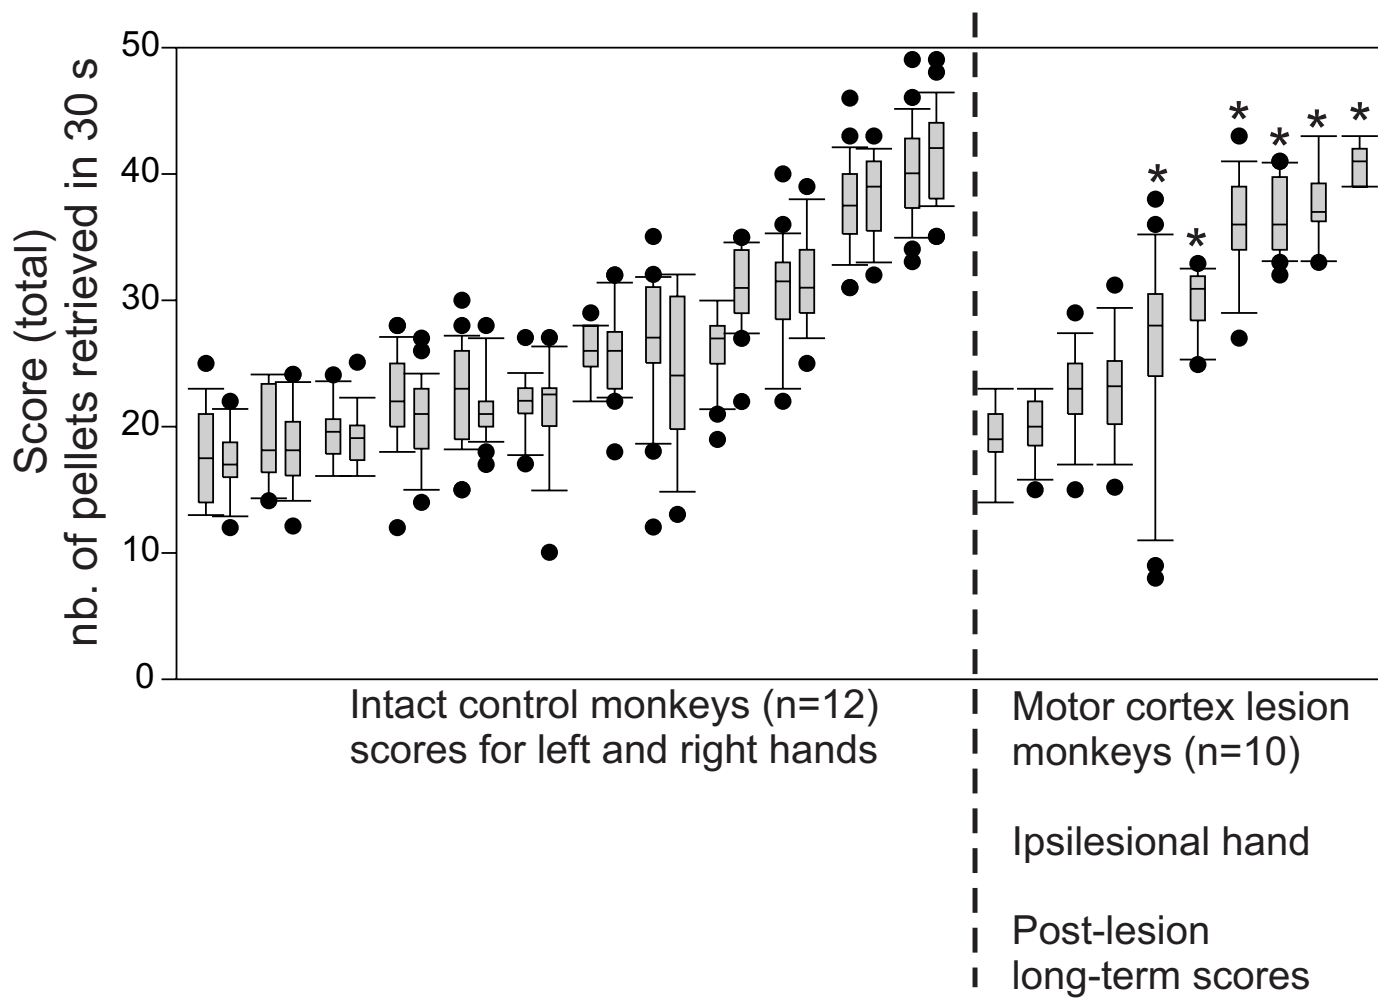 Score (total)
nb. of pellets retrieved in 30 s
50
40
30
20
10
0
* * * * * *
Intact control monkeys (n=12)
scores for left and right hands
Motor cortex lesion
monkeys (n=10)
Ipsilesional hand
Post-lesion
long-term scores